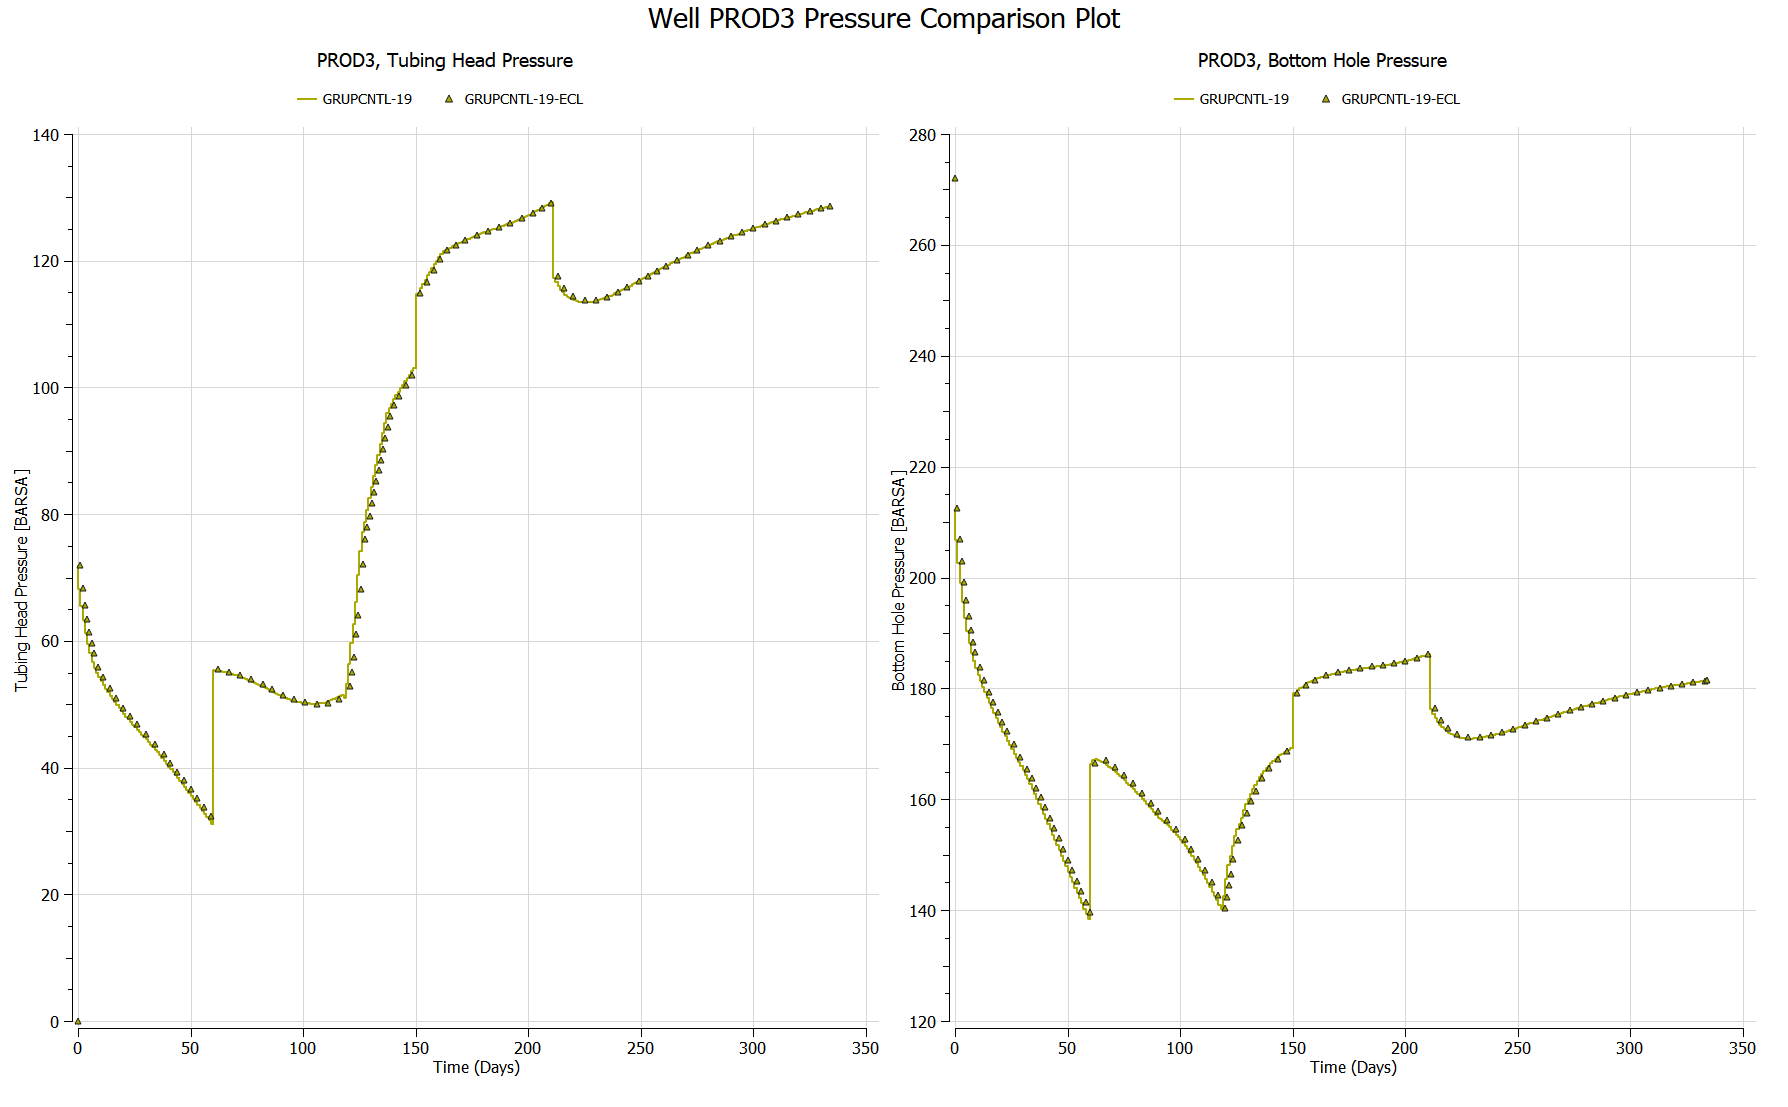 Well PROD3 Pressure Comparison Plot
PROD3, Tubing Head Pressure
GRUPCNTL-19 GRUPCNTL-19-ECL
Tubing Head Pressure [BARSA]
140
120
100
80
60
40
20
0
0 50 100 150 200 250 300 350
Time (Days)
PROD3, Bottom Hole Pressure
GRUPCNTL-19 GRUPCNTL-19-ECL
Bottom Hole Pressure [BARSA]
280
260
240
220
200
180
160
140
120
0 50 100 150 200 250 300 350
Time (Days)